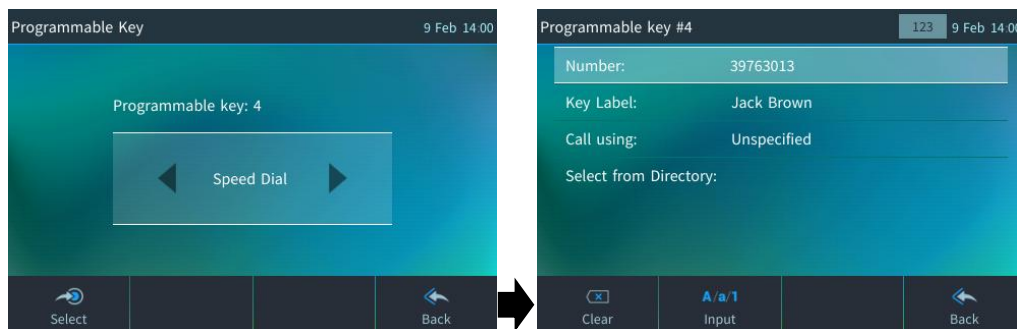 Programmable Key 9 Feb 14:00
Programmable key: 4
Speed Dial
Select Back
Programmable key #4 123 9 Feb 14:00
Number: 39763013
Key Label: Jack Brown
Call using: Unspecified
Select from Directory:
A/a/1
Clear Input Back